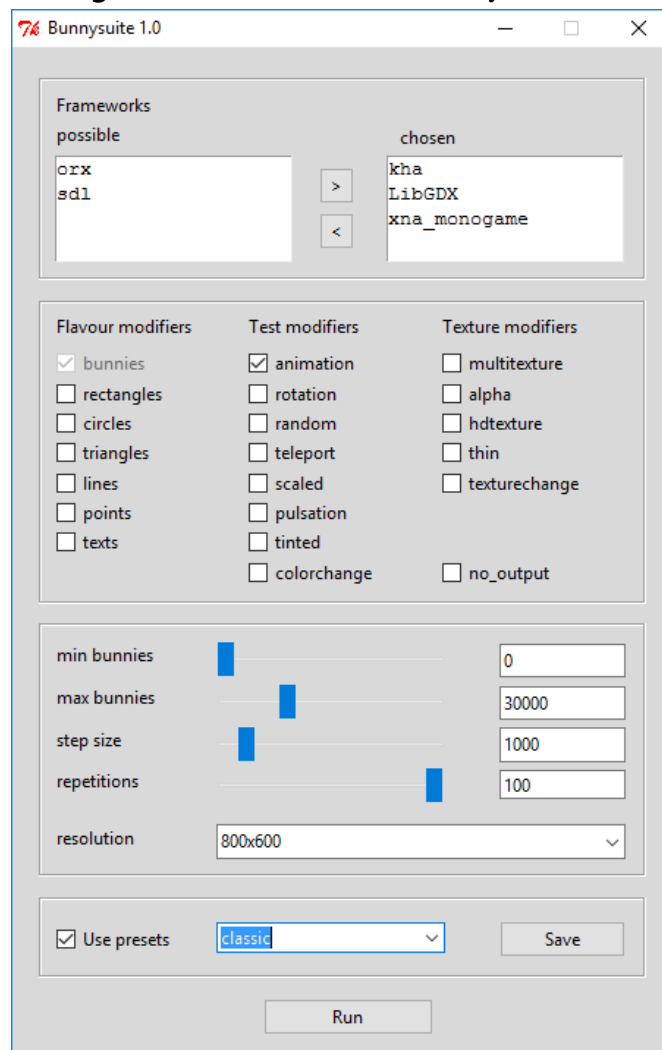 Bunnysuite 1.0
Frameworks
possible chosen
orx
sdl
>
<
kha
LibGDX
xna_monogame
Flavour modifiers Test modifiers Texture modifiers
bunnies animation multitexture
rectangles rotation alpha
circles random hdtexture
triangles teleport thin
lines scaled texturechange
points pulsation
texts tinted
colorchange no_output
min bunnies 0
max bunnies 30000
step size 1000
repetitions 100
resolution 800x600
Use presets classic Save
Run